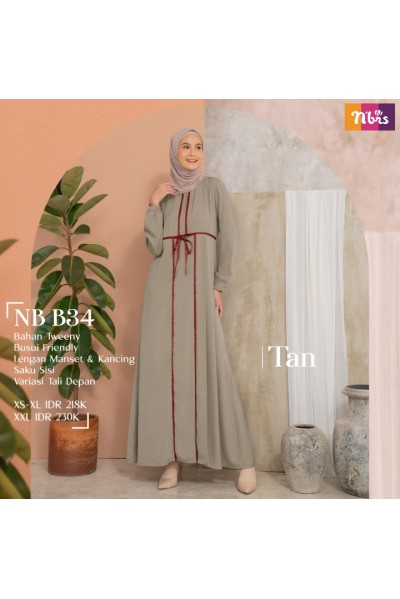 Nbrs
NB B34
Bahan Tweeny
Busui Friendly
Lengan Manset & Kancing
Saku Sisi
Variasi Tali Depan
XS-XL IDR 218K
XXL IDR 230K
Tan